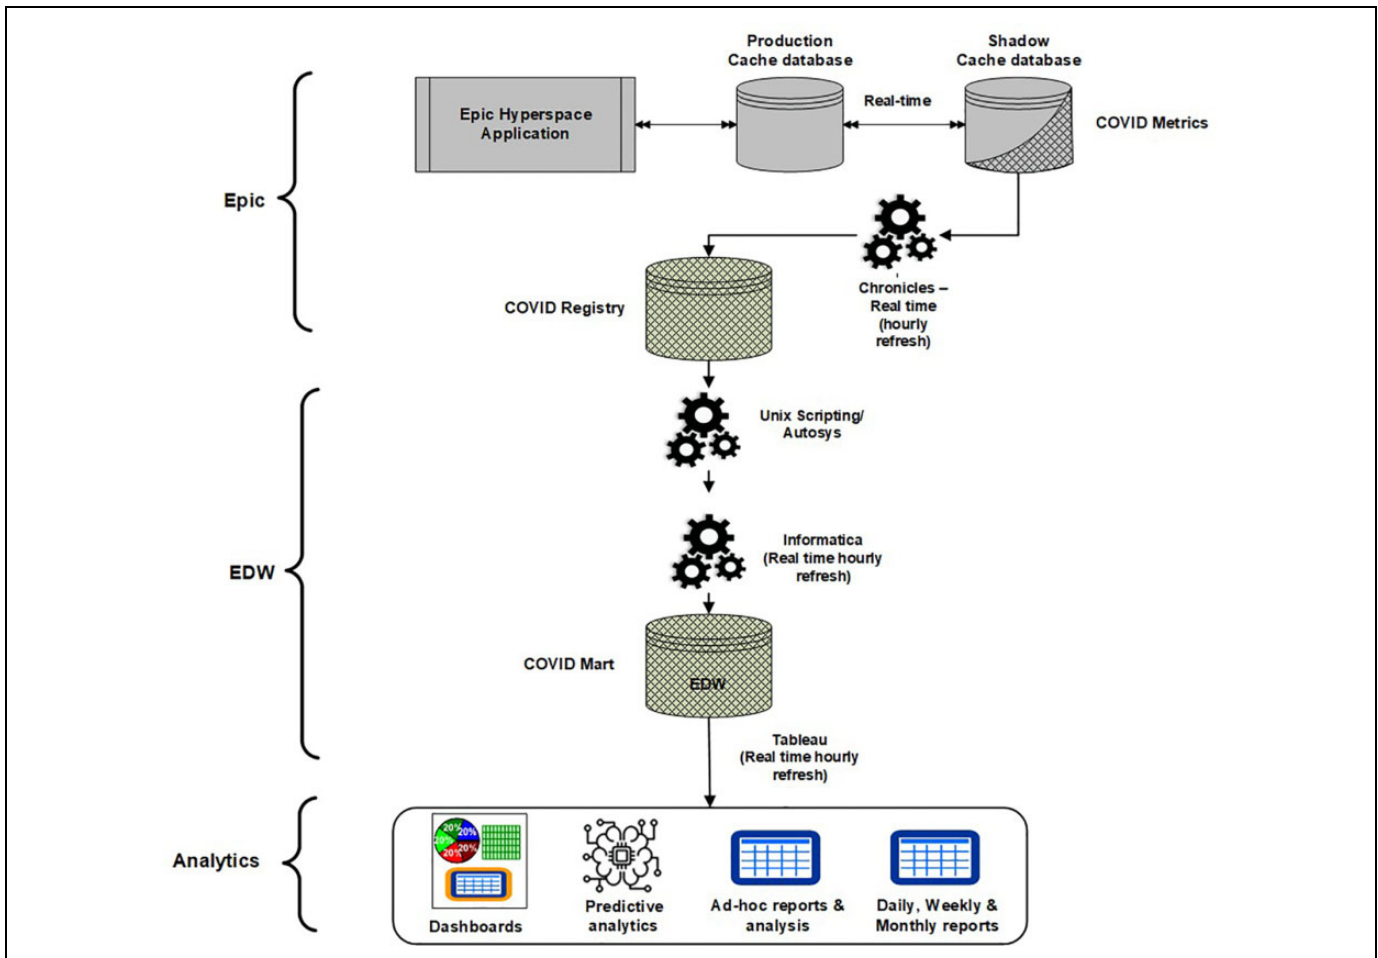 Production
Cache database
Shadow
Cache database
Epic Hyperspace
Application
Real-time
COVID Metrics
Epic
Chronicles –
Real time
(hourly
refresh)
COVID Registry
Unix Scripting/
Autosys
Informatica
(Real time hourly
refresh)
EDW
COVID Mart
EDW
Tableau
(Real time hourly
refresh)
Analytics
20%
20%
20%
20%
20%
Dashboards
Predictive
analytics
Ad-hoc reports &
analysis
Daily, Weekly &
Monthly reports